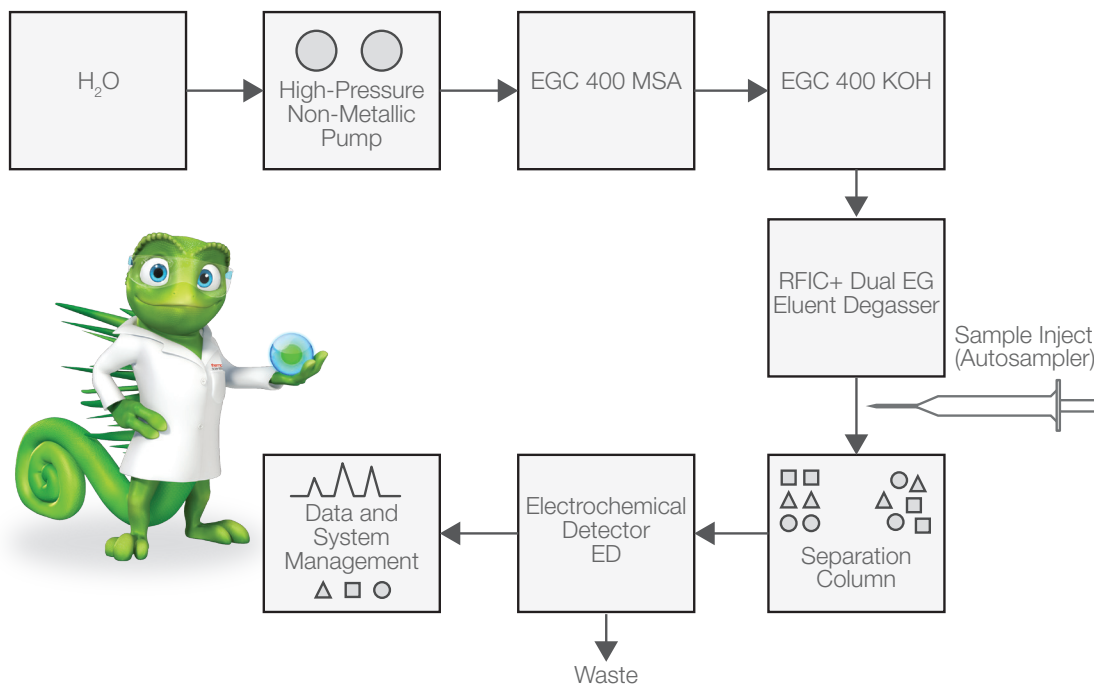 H₂O
High-Pressure
Non-Metallic
Pump
EGC 400 MSA
EGC 400 KOH
RFIC+ Dual EG
Eluent Degasser
Sample Inject
(Autosampler)
Separation
Column
Electrochemical
Detector
ED
Data and
System
Management
Waste